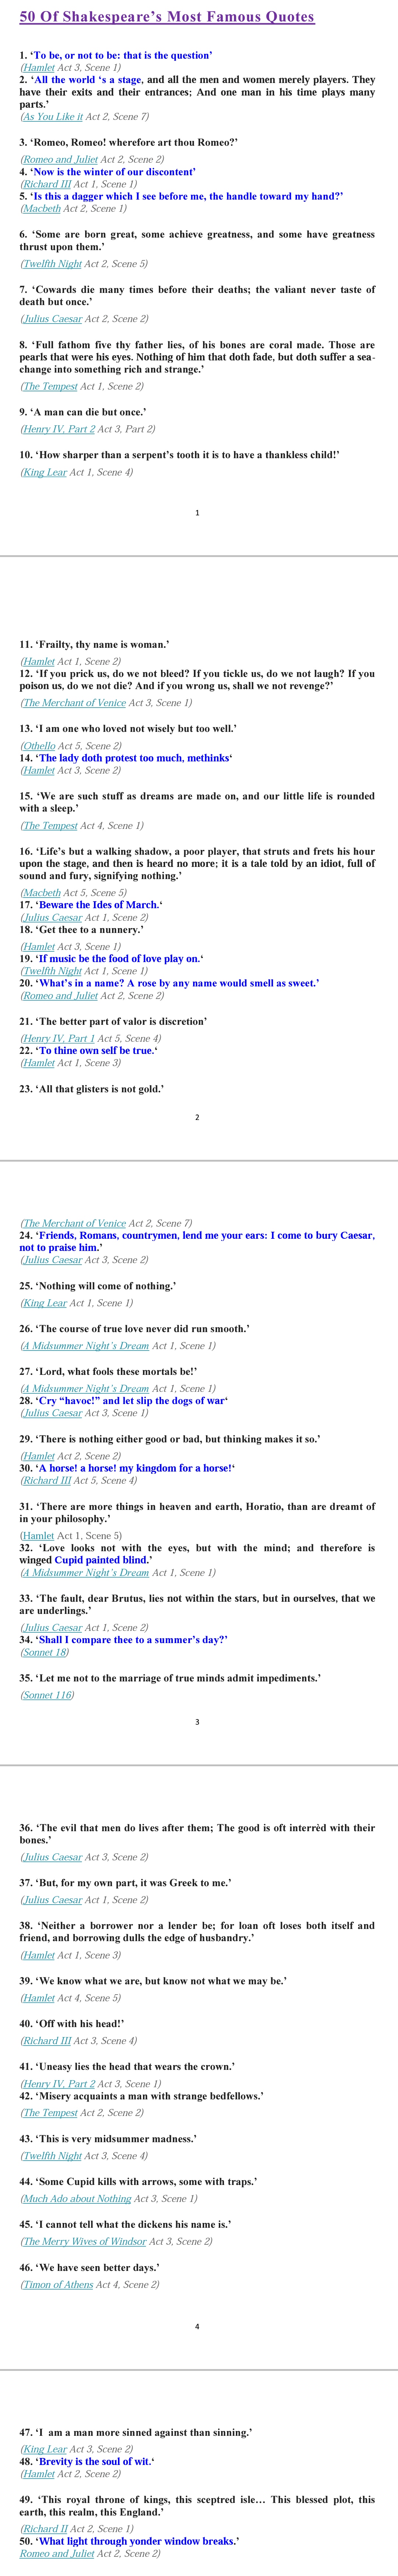 50 Of Shakespeare's Most Famous Quotes
1. ‘To be, or not to be: that is the question’
(Hamlet Act 3, Scene 1)
2. ‘All the world ‘s a stage, and all the men and women merely players. They
have their exits and their entrances; And one man in his time plays many
parts.’
(As You Like it Act 2, Scene 7)
3. ‘Romeo, Romeo! wherefore art thou Romeo?’
(Romeo and Juliet Act 2, Scene 2)
4. ‘Now is the winter of our discontent’
(Richard III Act 1, Scene 1)
5. ‘Is this a dagger which I see before me, the handle toward my hand?’
(Macbeth Act 2, Scene 1)
6. ‘Some are born great, some achieve greatness, and some have greatness
thrust upon them.’
(Twelfth Night Act 2, Scene 5)
7. ‘Cowards die many times before their deaths; the valiant never taste of
death but once.’
(Julius Caesar Act 2, Scene 2)
8. ‘Full fathom five thy father lies, of his bones are coral made. Those are
pearls that were his eyes. Nothing of him that doth fade, but doth suffer a sea-
change into something rich and strange.’
(The Tempest Act 1, Scene 2)
9. ‘A man can die but once.’
(Henry IV, Part 2 Act 3, Part 2)
10. ‘How sharper than a serpent’s tooth it is to have a thankless child!’
(King Lear Act 1, Scene 4)
1
11. ‘Frailty, thy name is woman.’
(Hamlet Act 1, Scene 2)
12. ‘If you prick us, do we not bleed? If you tickle us, do we not laugh? If you
poison us, do we not die? And if you wrong us, shall we not revenge?’
(The Merchant of Venice Act 3, Scene 1)
13. ‘I am one who loved not wisely but too well.’
(Othello Act 5, Scene 2)
14. ‘The lady doth protest too much, methinks‘
(Hamlet Act 3, Scene 2)
15. ‘We are such stuff as dreams are made on, and our little life is rounded
with a sleep.’
(The Tempest Act 4, Scene 1)
16. ‘Life’s but a walking shadow, a poor player, that struts and frets his hour
upon the stage, and then is heard no more; it is a tale told by an idiot, full of
sound and fury, signifying nothing.’
(Macbeth Act 5, Scene 5)
17. ‘Beware the Ides of March.‘
(Julius Caesar Act 1, Scene 2)
18. ‘Get thee to a nunnery.’
(Hamlet Act 3, Scene 1)
19. ‘If music be the food of love play on.‘
(Twelfth Night Act 1, Scene 1)
20. ‘What’s in a name? A rose by any name would smell as sweet.’
(Romeo and Juliet Act 2, Scene 2)
21. ‘The better part of valor is discretion’
(Henry IV, Part 1 Act 5, Scene 4)
22. ‘To thine own self be true.‘
(Hamlet Act 1, Scene 3)
23. ‘All that glisters is not gold.’
2
(The Merchant of Venice Act 2, Scene 7)
24. ‘Friends, Romans, countrymen, lend me your ears: I come to bury Caesar,
not to praise him.’
(Julius Caesar Act 3, Scene 2)
25. ‘Nothing will come of nothing.’
(King Lear Act 1, Scene 1)
26. ‘The course of true love never did run smooth.’
(A Midsummer Night’s Dream Act 1, Scene 1)
27. ‘Lord, what fools these mortals be!’
(A Midsummer Night’s Dream Act 1, Scene 1)
28. ‘Cry “havoc!” and let slip the dogs of war‘
(Julius Caesar Act 3, Scene 1)
29. ‘There is nothing either good or bad, but thinking makes it so.’
(Hamlet Act 2, Scene 2)
30. ‘A horse! a horse! my kingdom for a horse!‘
(Richard III Act 5, Scene 4)
31. ‘There are more things in heaven and earth, Horatio, than are dreamt of
in your philosophy.’
(Hamlet Act 1, Scene 5)
32. ‘Love looks not with the eyes, but with the mind; and therefore is
winged Cupid painted blind.’
(A Midsummer Night’s Dream Act 1, Scene 1)
33. ‘The fault, dear Brutus, lies not within the stars, but in ourselves, that we
are underlings.’
(Julius Caesar Act 1, Scene 2)
34. ‘Shall I compare thee to a summer’s day?’
(Sonnet 18)
35. ‘Let me not to the marriage of true minds admit impediments.’
(Sonnet 116)
3
36. ‘The evil that men do lives after them; The good is oft interrèd with their
bones.’
(Julius Caesar Act 3, Scene 2)
37. ‘But, for my own part, it was Greek to me.’
(Julius Caesar Act 1, Scene 2)
38. ‘Neither a borrower nor a lender be; for loan oft loses both itself and
friend, and borrowing dulls the edge of husbandry.’
(Hamlet Act 1, Scene 3)
39. ‘We know what we are, but know not what we may be.’
(Hamlet Act 4, Scene 5)
40. ‘Off with his head!’
(Richard III Act 3, Scene 4)
41. ‘Uneasy lies the head that wears the crown.’
(Henry IV, Part 2 Act 3, Scene 1)
42. ‘Misery acquaints a man with strange bedfellows.’
(The Tempest Act 2, Scene 2)
43. ‘This is very midsummer madness.’
(Twelfth Night Act 3, Scene 4)
44. ‘Some Cupid kills with arrows, some with traps.’
(Much Ado about Nothing Act 3, Scene 1)
45. ‘I cannot tell what the dickens his name is.’
(The Merry Wives of Windsor Act 3, Scene 2)
46. ‘We have seen better days.’
(Timon of Athens Act 4, Scene 2)
4
47. ‘I am a man more sinned against than sinning.’
(King Lear Act 3, Scene 2)
48. ‘Brevity is the soul of wit.‘
(Hamlet Act 2, Scene 2)
49. ‘This royal throne of kings, this sceptred isle… This blessed plot, this
earth, this realm, this England.’
(Richard II Act 2, Scene 1)
50. ‘What light through yonder window breaks.’
Romeo and Juliet Act 2, Scene 2)